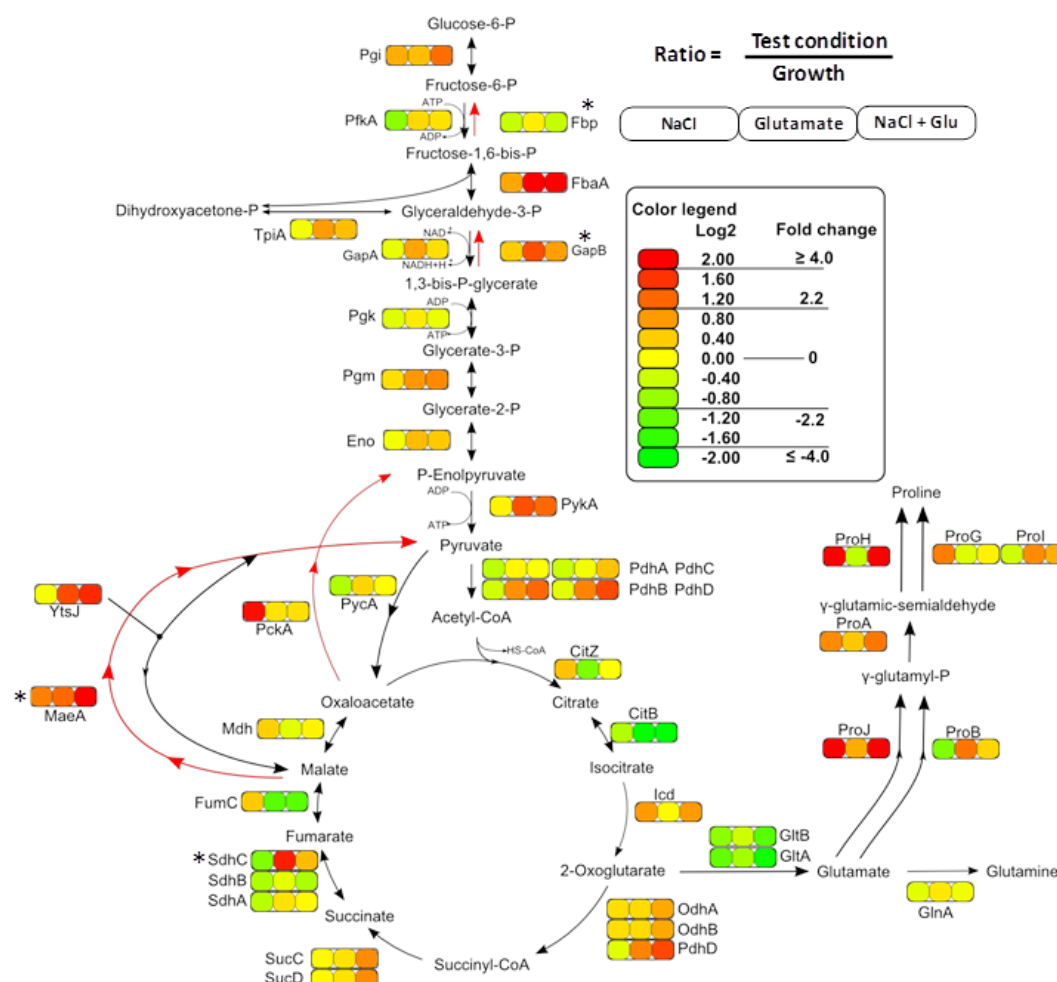 Glucose-6-P
Pgi
Ratio = Test condition
Growth
Fructose-6-P
ATP
ADP
PfkA
*
Fbp
NaCl Glutamate NaCl + Glu
Fructose-1,6-bis-P
FbaA
Dihydroxyacetone-P
Glyceraldehyde-3-P
TpiA
GapA
NAD+
NADH+H+
*
GapB
1,3-bis-P-glycerate
Pgk
ADP
ATP
Glycerate-3-P
Pgm
Glycerate-2-P
Eno
P-Enolpyruvate
ADP
ATP
PykA
Pyruvate
Color legend
Log2 Fold change
2.00 ≥ 4.0
1.60
1.20 2.2
0.80
0.40
0.00 0
-0.40
-0.80
-1.20 -2.2
-1.60
-2.00 ≤ -4.0
YtsJ
PckA
PycA
PdhA PdhC
PdhB PdhD
Acetyl-CoA
HS-CoA
CitZ
* MaeA
Oxaloacetate
Citrate
Mdh
CitB
Malate
Isocitrate
FumC
Icd
Fumarate
* SdhC
SdhB
SdhA
Succinate
2-Oxoglutarate
SucC
SucD
Succinyl-CoA
OdhA
OdhB
PdhD
GltB
GltA
Glutamate
Glutamine
GlnA
Proline
ProH
ProG ProI
γ-glutamic-semialdehyde
ProA
γ-glutamyl-P
ProJ
ProB